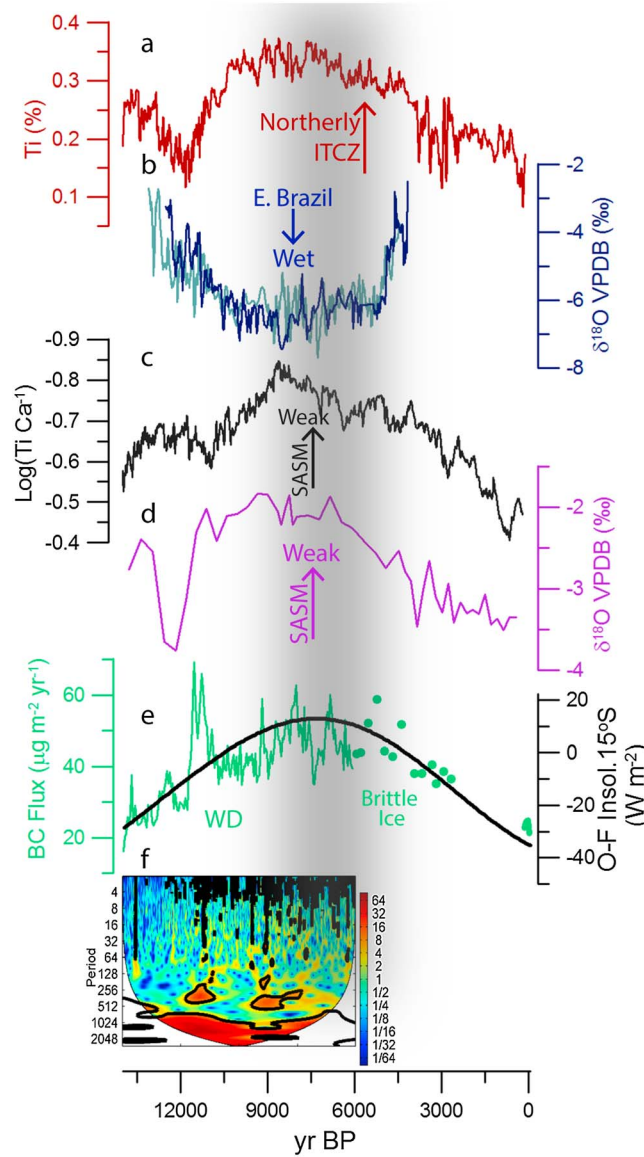 a
0.4
0.3
0.2
0.1
Ti (%)
Northerly
ITCZ
b
E. Brazil
Wet
-2
-4
-6
-8
δ18O VPDB (‰)
c
-0.9
-0.8
-0.7
-0.6
-0.5
-0.4
Log(Ti Ca-1)
Weak
SASM
d
Weak
SASM
-2
-3
-4
δ18O VPDB (‰)
e
60
40
20
BC Flux (μg m-2 yr-1)
WD
Brittle
Ice
20
0
-20
-40
O-F Insol.15ºS
(W m-2)
f
4
8
16
32
64
128
256
512
1024
2048
Period
64
32
16
8
4
2
1
1/2
1/4
1/8
1/16
1/32
1/64
12000 9000 6000 3000 0
yr BP